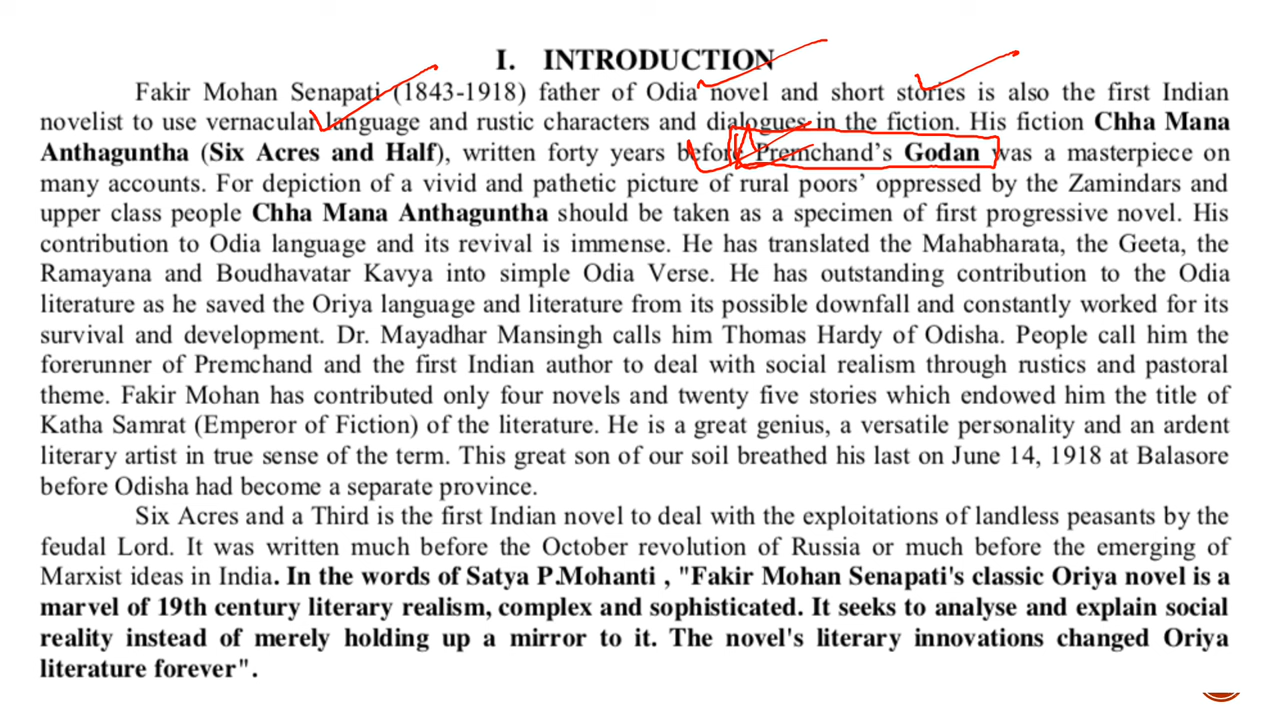 I. INTRODUCTION
Fakir Mohan Senapati (1843-1918) father of Odia novel and short stories is also the first Indian
novelist to use vernacular language and rustic characters and dialogues in the fiction. His fiction Chha Mana
Anthaguntha (Six Acres and Half), written forty years before Premchand's Godan was a masterpiece on
many accounts. For depiction of a vivid and pathetic picture of rural poors' oppressed by the Zamindars and
upper class people Chha Mana Anthaguntha should be taken as a specimen of first progressive novel. His
contribution to Odia language and its revival is immense. He has translated the Mahabharata, the Geeta, the
Ramayana and Boudhavatar Kavya into simple Odia Verse. He has outstanding contribution to the Odia
literature as he saved the Oriya language and literature from its possible downfall and constantly worked for its
survival and development. Dr. Mayadhar Mansingh calls him Thomas Hardy of Odisha. People call him the
forerunner of Premchand and the first Indian author to deal with social realism through rustics and pastoral
theme. Fakir Mohan has contributed only four novels and twenty five stories which endowed him the title of
Katha Samrat (Emperor of Fiction) of the literature. He is a great genius, a versatile personality and an ardent
literary artist in true sense of the term. This great son of our soil breathed his last on June 14, 1918 at Balasore
before Odisha had become a separate province.
Six Acres and a Third is the first Indian novel to deal with the exploitations of landless peasants by the
feudal Lord. It was written much before the October revolution of Russia or much before the emerging of
Marxist ideas in India. In the words of Satya P.Mohanti , "Fakir Mohan Senapati's classic Oriya novel is a
marvel of 19th century literary realism, complex and sophisticated. It seeks to analyse and explain social
reality instead of merely holding up a mirror to it. The novel's literary innovations changed Oriya
literature forever".